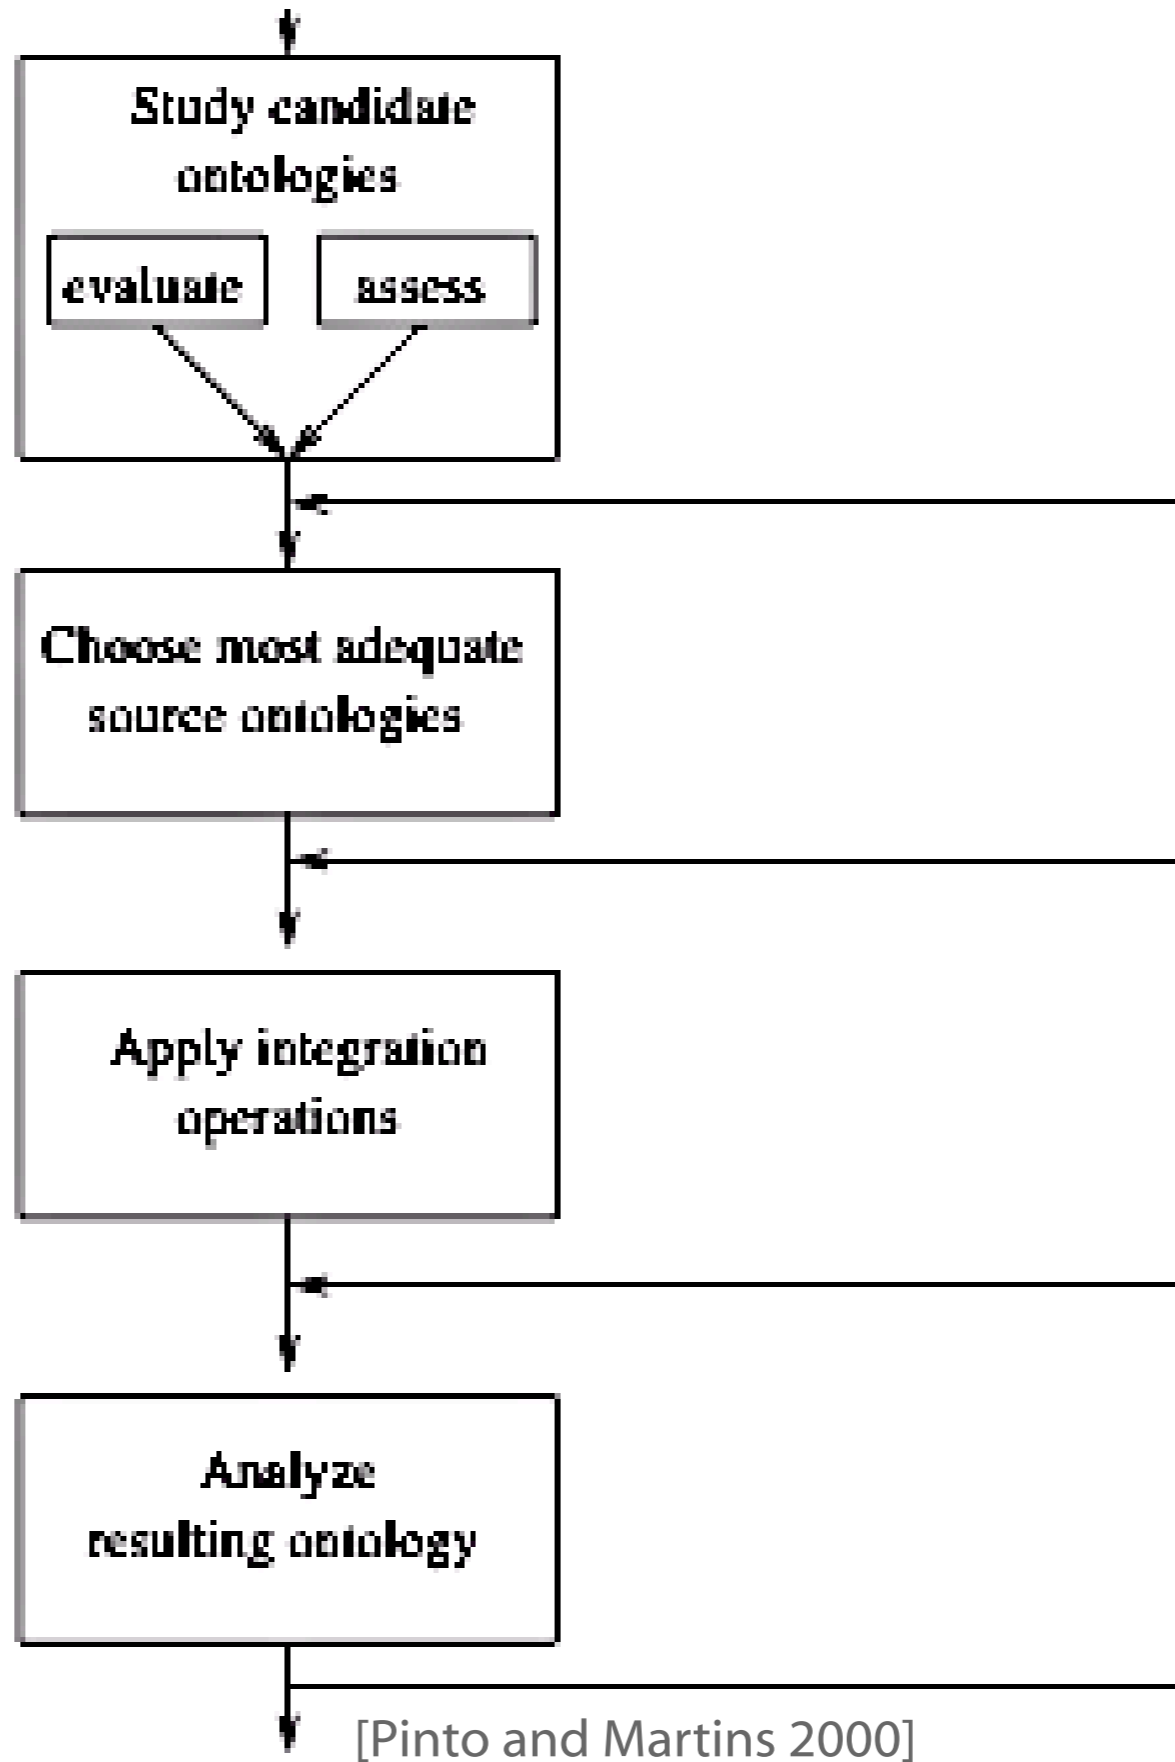 Study candidate
ontologies
evaluate
assess
Choose most adequate
source ontologies
Apply integration
operations
Analyze
resulting ontology
[Pinto and Martins 2000]